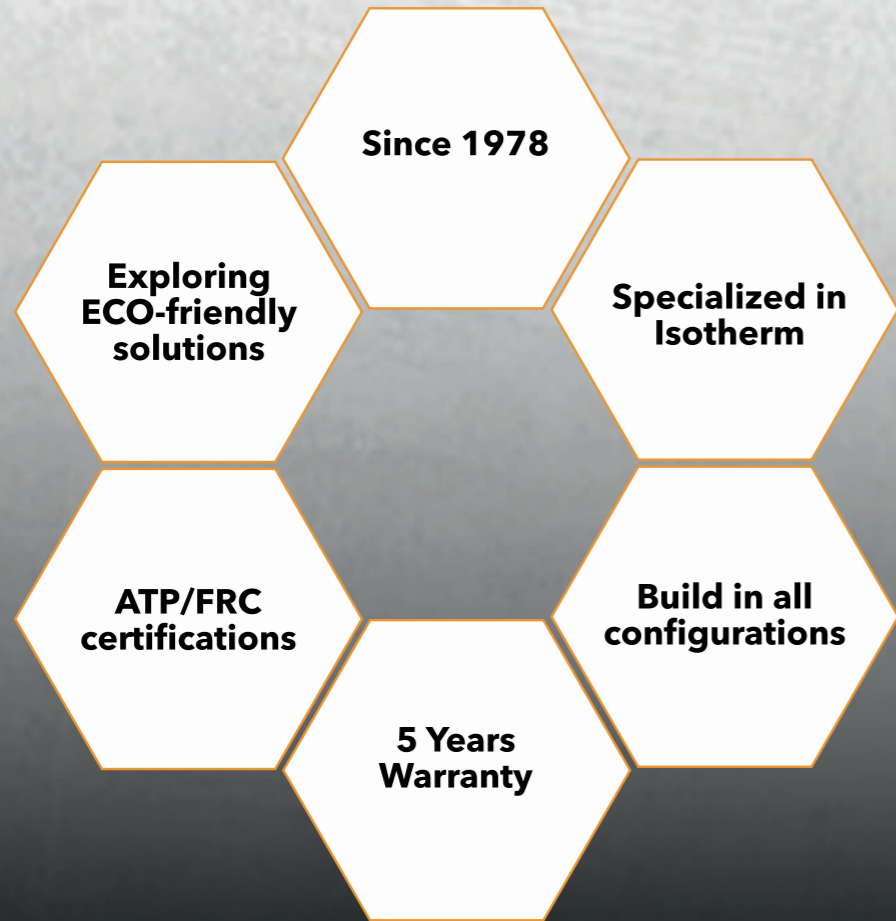 Since 1978
Specialized in
Isotherm
Build in all
configurations
5 Years
Warranty
ATP/FRC
certifications
Exploring
ECO-friendly
solutions